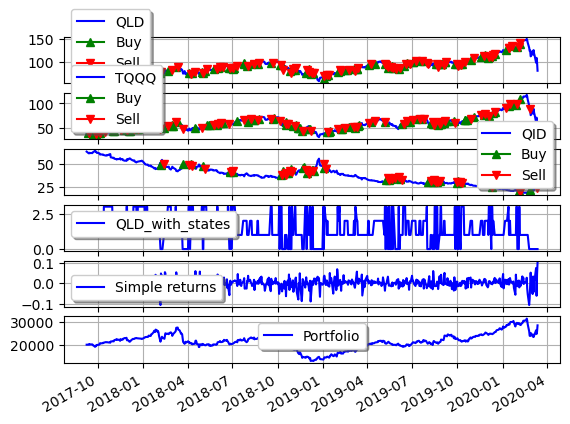 QLD
Buy
Sell
150
100
TQQQ
Buy
Sell
100
50
QID
Buy
Sell
50
25
QLD_with_states
2.5
0.0
Simple returns
0.1
0.0
−0.1
Portfolio
30000
20000
2017-10
2018-01
2018-04
2018-07
2018-10
2019-01
2019-04
2019-07
2019-10
2020-01
2020-04